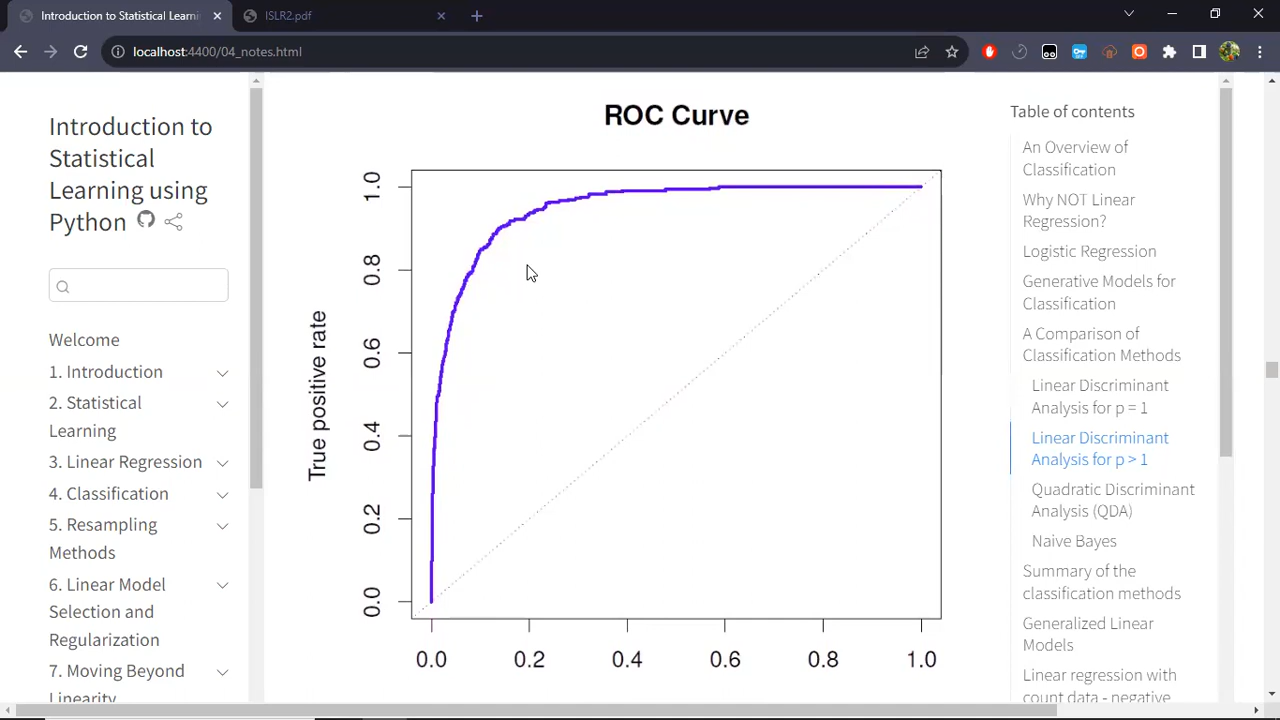 Introduction to Statistical Learni
ISLR2.pdf
localhost:4400/04_notes.html
Introduction to
Statistical
Learning using
Python
Welcome
1. Introduction
2. Statistical
Learning
3. Linear Regression
4. Classification
5. Resampling
Methods
6. Linear Model
Selection and
Regularization
7. Moving Beyond
Linearity
ROC Curve
True positive rate
1.0
0.8
0.6
0.4
0.2
0.0
0.0 0.2 0.4 0.6 0.8 1.0
Table of contents
An Overview of
Classification
Why NOT Linear
Regression?
Logistic Regression
Generative Models for
Classification
A Comparison of
Classification Methods
Linear Discriminant
Analysis for p = 1
Linear Discriminant
Analysis for p > 1
Quadratic Discriminant
Analysis (QDA)
Naive Bayes
Summary of the
classification methods
Generalized Linear
Models
Linear regression with
count data - negative